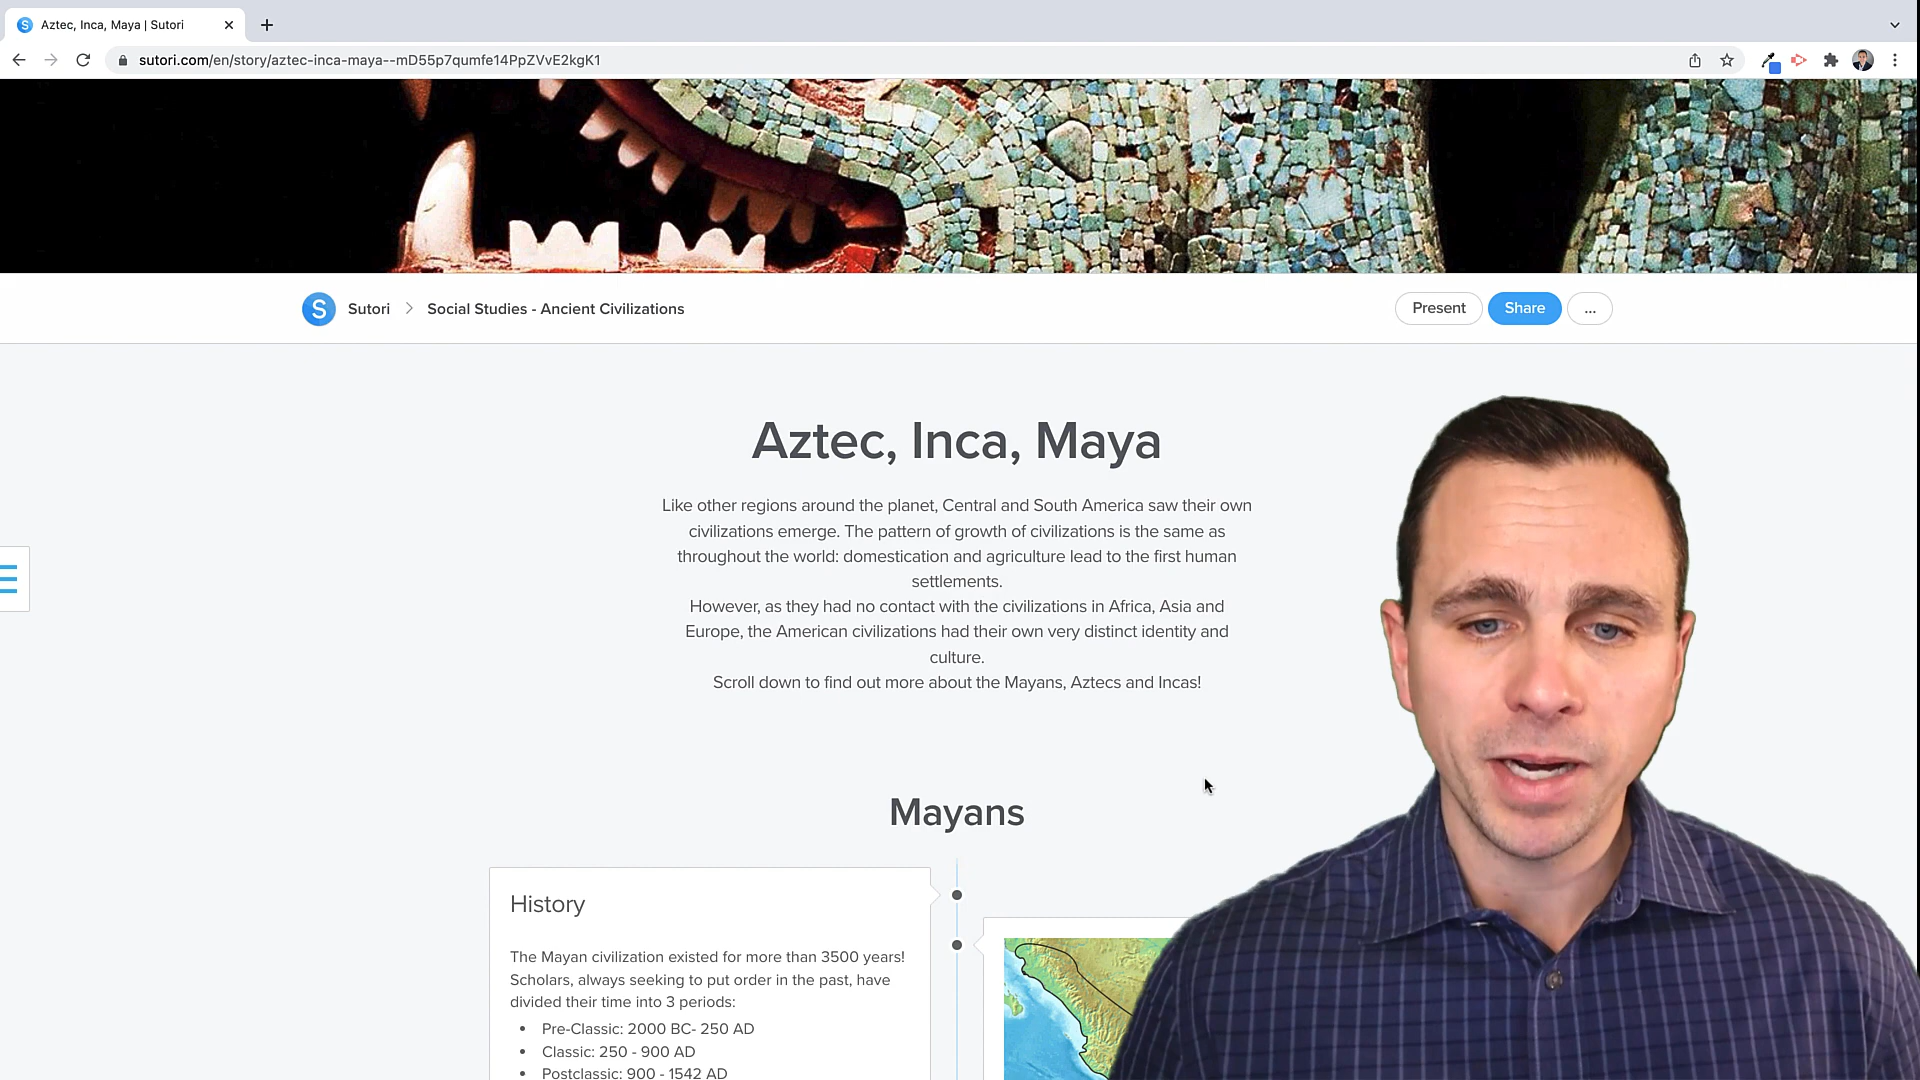 Aztec, Inca, Maya | Sutori
sutori.com/en/story/aztec-inca-maya--mD55p7qumfe14PpZVvE2kgK1
S Sutori > Social Studies - Ancient Civilizations
Present
Share
...
Aztec, Inca, Maya
Like other regions around the planet, Central and South America saw their own
civilizations emerge. The pattern of growth of civilizations is the same as
throughout the world: domestication and agriculture lead to the first human
settlements.
However, as they had no contact with the civilizations in Africa, Asia and
Europe, the American civilizations had their own very distinct identity and
culture.
Scroll down to find out more about the Mayans, Aztecs and Incas!
Mayans
History
The Mayan civilization existed for more than 3500 years!
Scholars, always seeking to put order in the past, have
divided their time into 3 periods:
• Pre-Classic: 2000 BC- 250 AD
• Classic: 250 - 900 AD
• Postclassic: 900 - 1542 AD